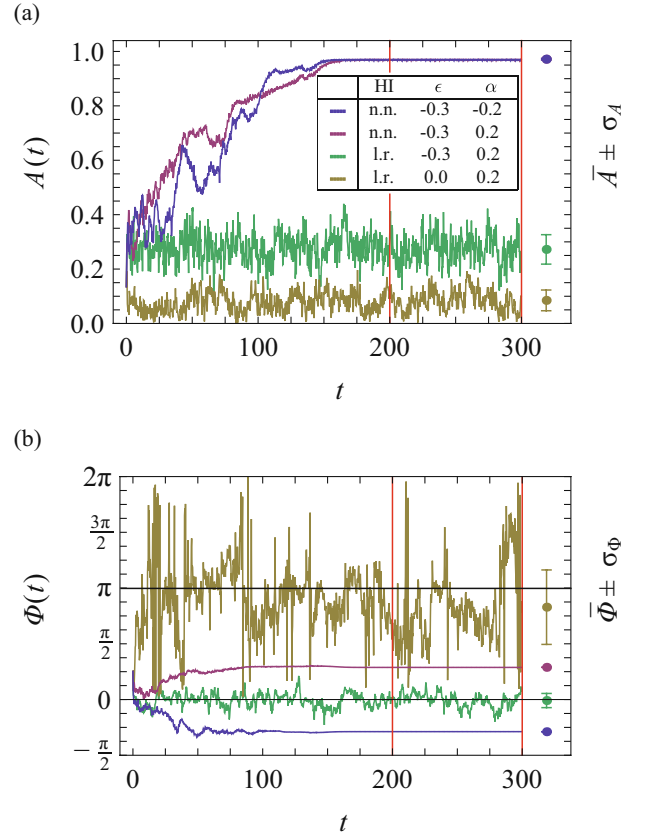 (a)
1.0
0.8
0.6
0.4
0.2
0.0
A(t)
HI ϵ α
n.n. -0.3 -0.2
n.n. -0.3 0.2
l.r. -0.3 0.2
l.r. 0.0 0.2
A̅ ± σ_A
0 100 200 300
t
(b)
2π
3π/2
π
π/2
0
− π/2
Φ(t)
Φ̅ ± σ_Φ
0 100 200 300
t